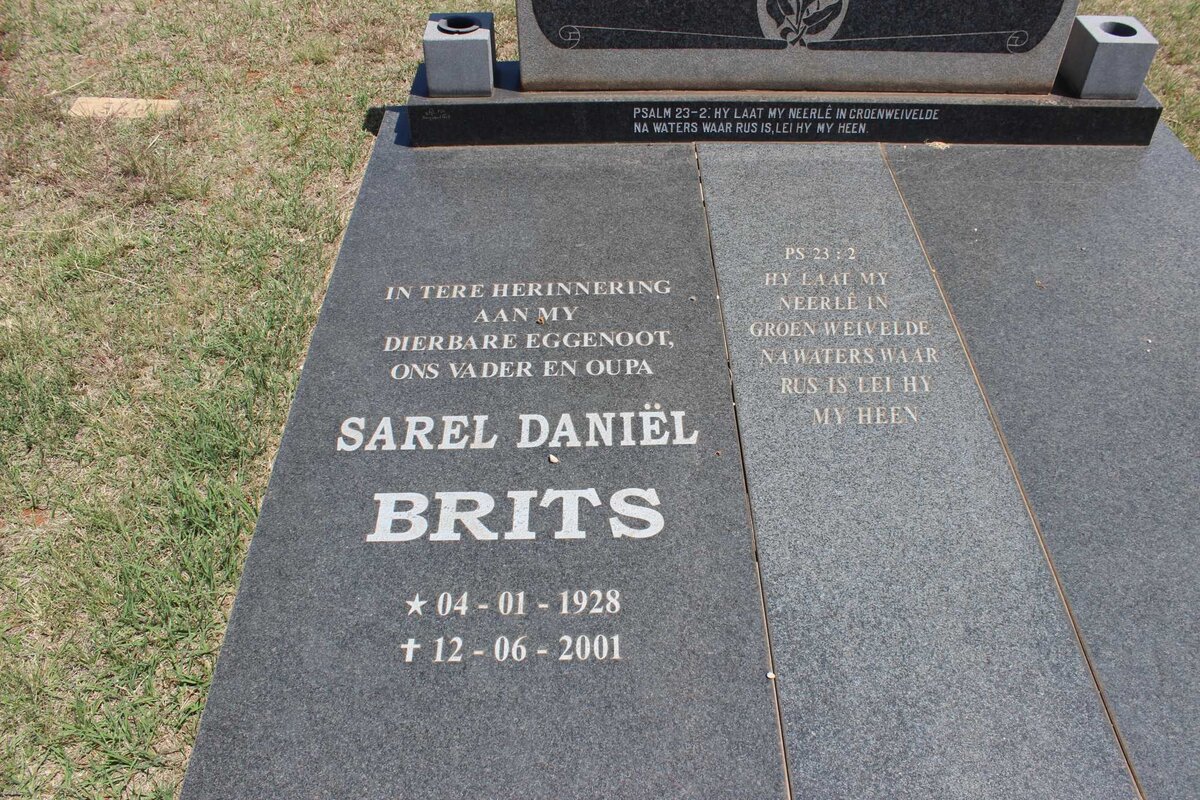 PSALM 23-2: HY LAAT MY NEERLÊ IN GROENWEIVELDE
NA WATERS WAAR RUS IS, LEI HY MY HEEN.
IN TERE HERINNERING
AAN MY
DIERBARE EGGENOOT,
ONS VADER EN OUPA
SAREL DANIËL
BRITS
★ 04 - 01 - 1928
✝ 12 - 06 - 2001
PS 23 : 2
HY LAAT MY
NEERLÊ IN
GROEN WEIVELDE
NA WATERS WAAR
RUS IS LEI HY
MY HEEN